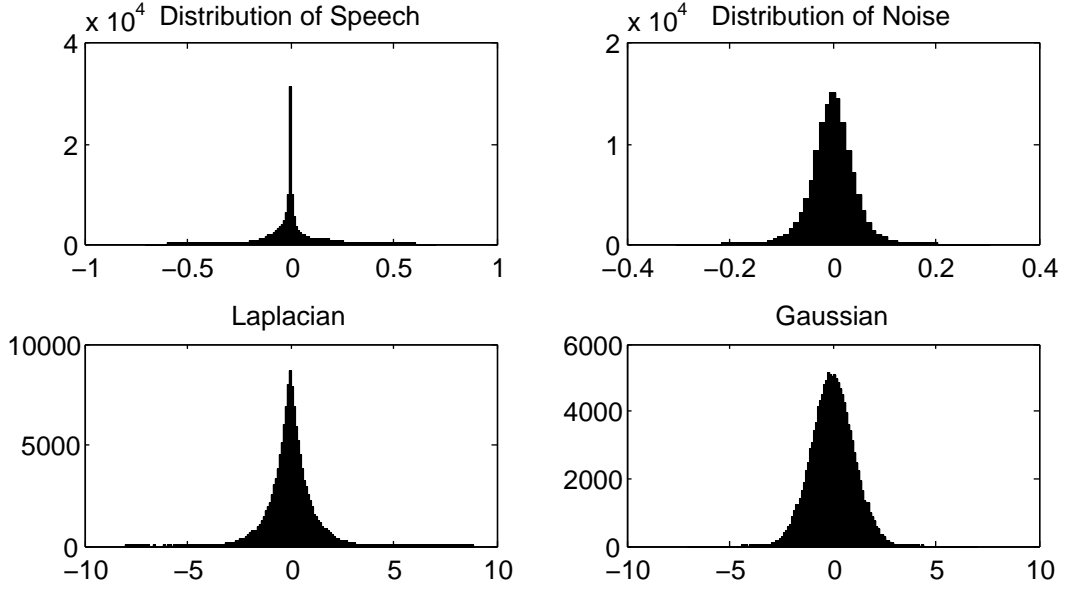 x 10^4 Distribution of Speech
4
2
0
−1 −0.5 0 0.5 1
x 10^4 Distribution of Noise
2
1
0
−0.4 −0.2 0 0.2 0.4
Laplacian
10000
5000
0
−10 −5 0 5 10
Gaussian
6000
4000
2000
0
−10 −5 0 5 10